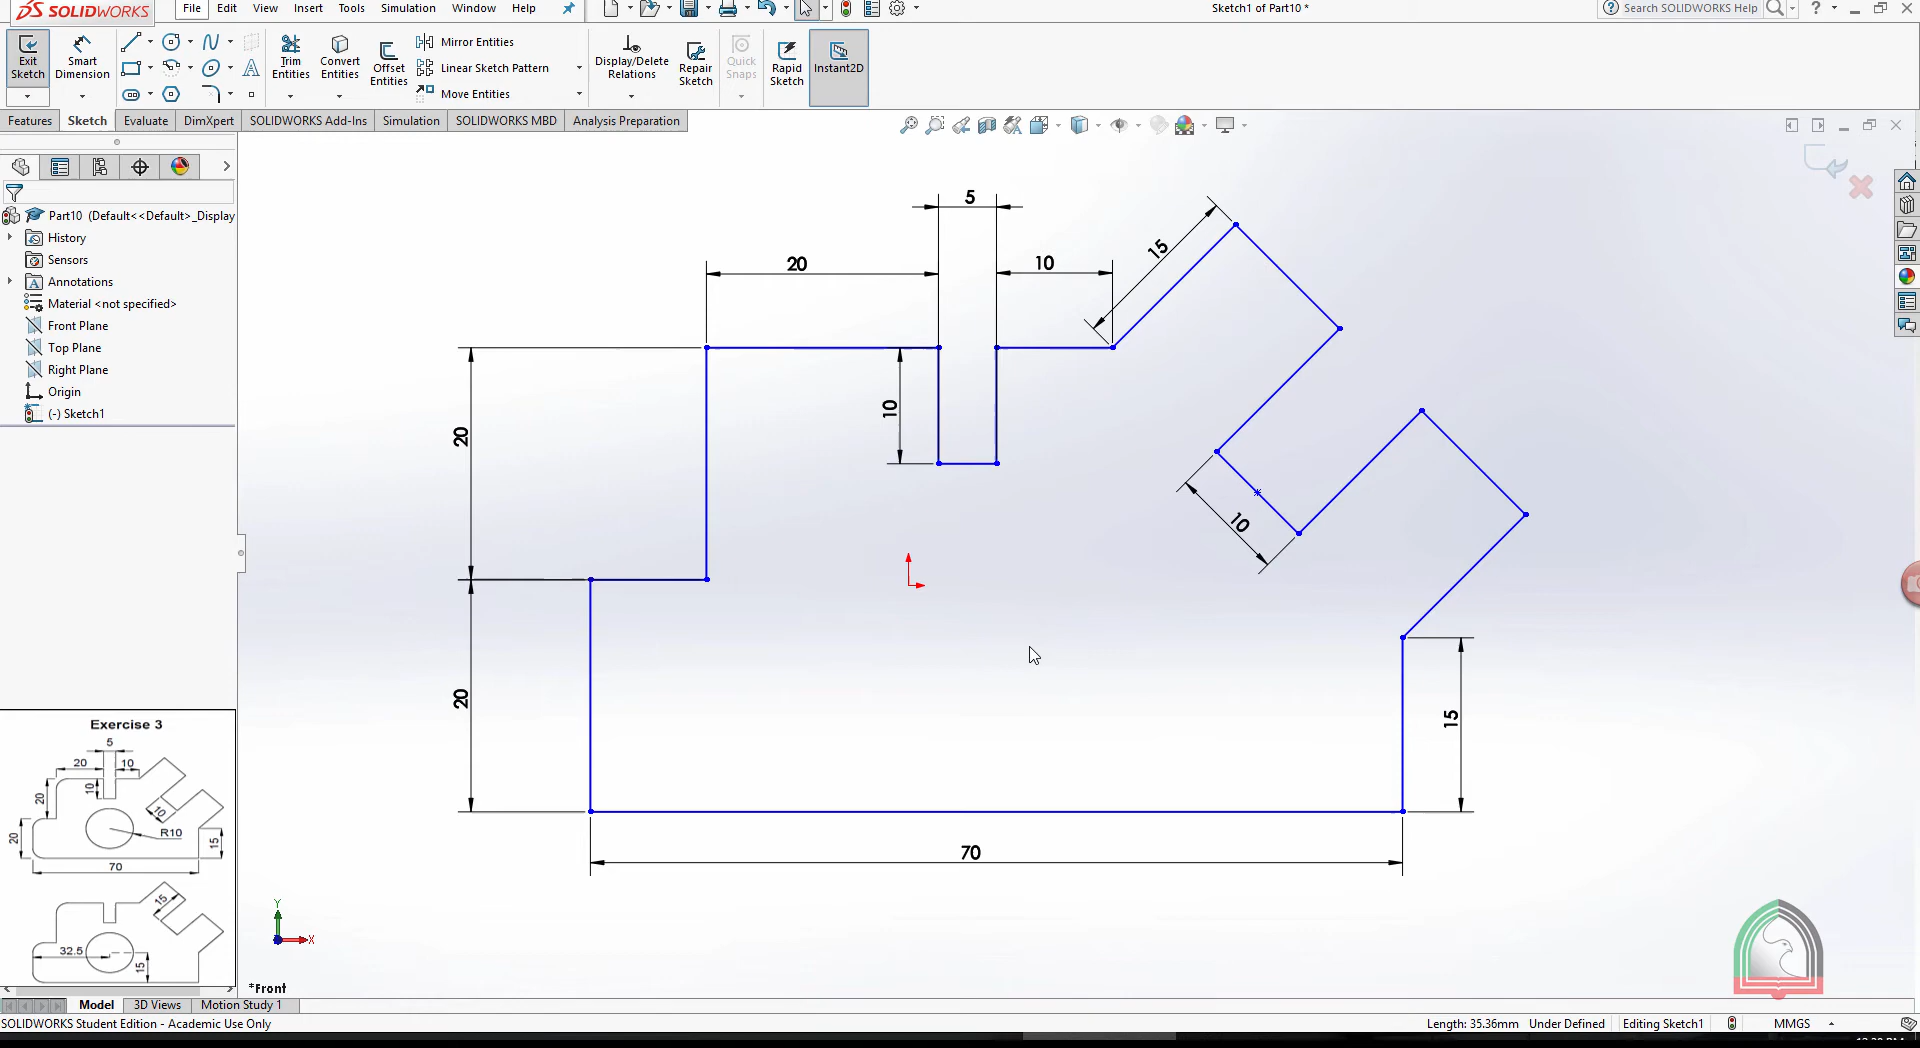 SOLIDWORKS
File Edit View Insert Tools Simulation Window Help
Sketch1 of Part10 *
Search SOLIDWORKS Help
Exit Sketch
Smart Dimension
Trim Entities
Convert Entities
Offset Entities
Mirror Entities
Linear Sketch Pattern
Move Entities
Display/Delete Relations
Repair Sketch
Quick Snaps
Rapid Sketch
Instant2D
Features Sketch Evaluate DimXpert SOLIDWORKS Add-Ins Simulation SOLIDWORKS MBD Analysis Preparation
Part10 (Default<<Default>_Display
History
Sensors
Annotations
Material <not specified>
Front Plane
Top Plane
Right Plane
Origin
(-) Sketch1
5
20
10
15
20
10
10
20
15
70
Exercise 3
5
20 10
10
20
10
R10
20
15
70
15
32.5
15
Y
X
*Front
Model 3D Views Motion Study 1
SOLIDWORKS Student Edition - Academic Use Only
Length: 35.36mm Under Defined Editing Sketch1 MMGS